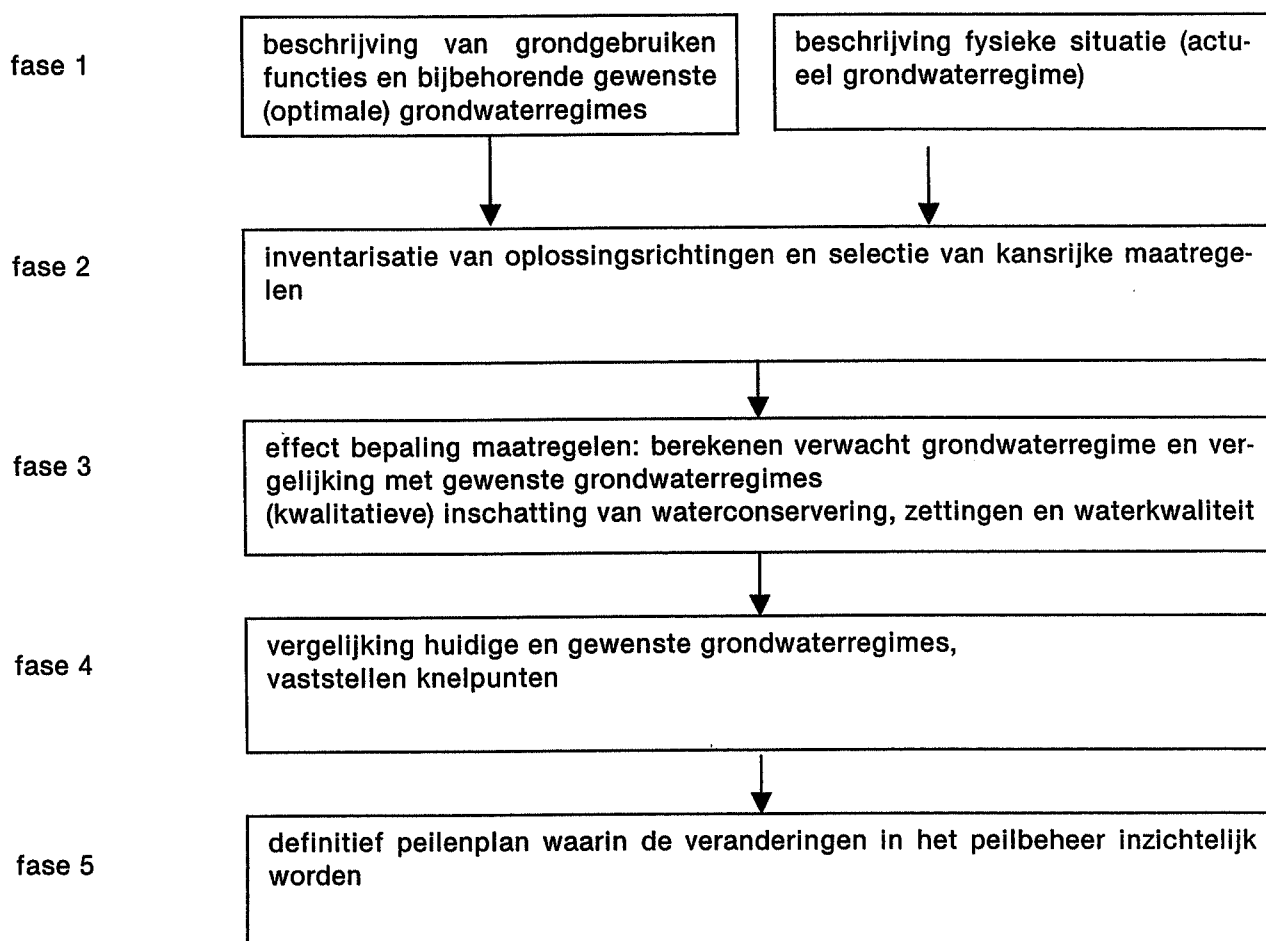 fase 1
beschrijving van grondgebruiken
functies en bijbehorende gewenste
(optimale) grondwaterregimes
beschrijving fysieke situatie (actu-
eel grondwaterregime)
fase 2
inventarisatie van oplossingsrichtingen en selectie van kansrijke maatrege-
len
fase 3
effect bepaling maatregelen: berekenen verwacht grondwaterregime en ver-
gelijking met gewenste grondwaterregimes
(kwalitatieve) inschatting van waterconservering, zettingen en waterkwaliteit
fase 4
vergelijking huidige en gewenste grondwaterregimes,
vaststellen knelpunten
fase 5
definitief peilenplan waarin de veranderingen in het peilbeheer inzichtelijk
worden